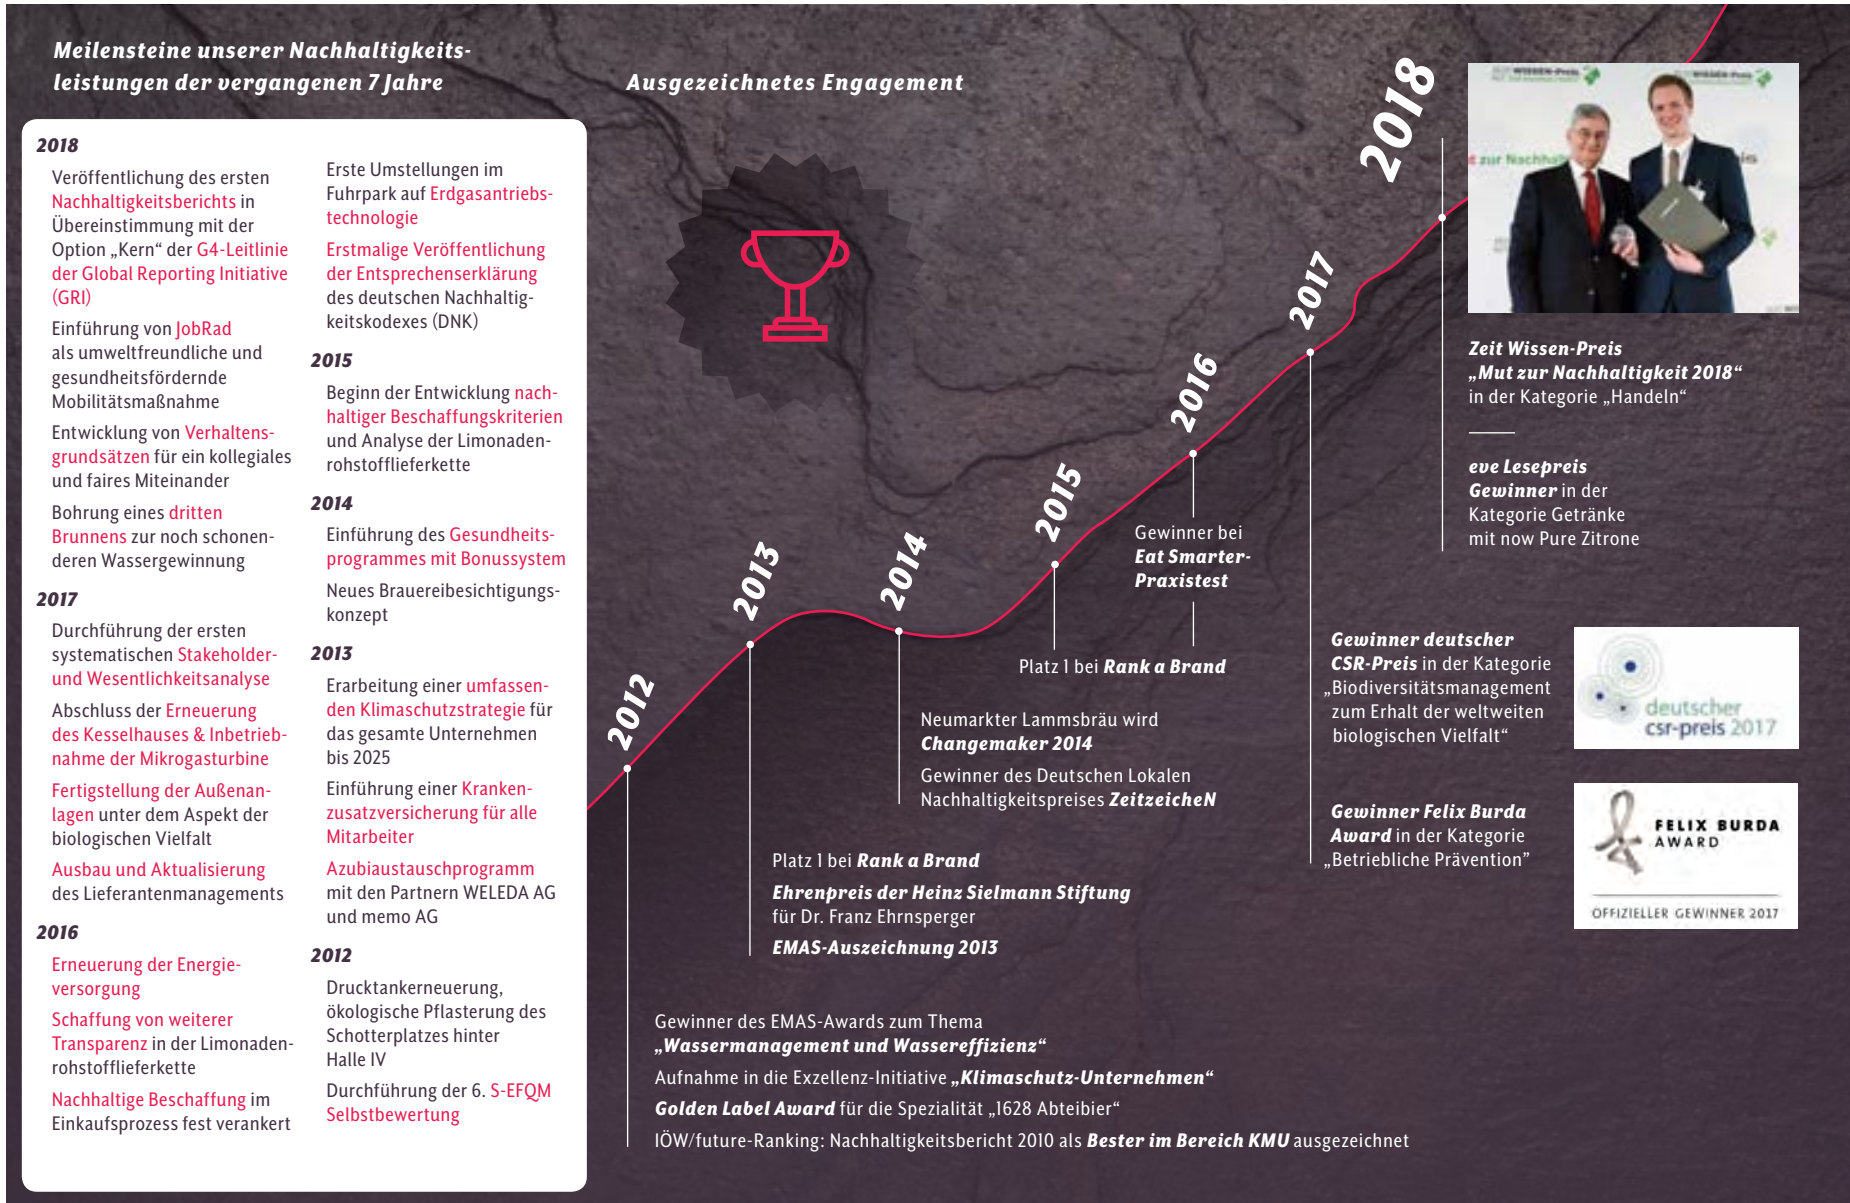 Meilensteine unserer Nachhaltigkeits-
leistungen der vergangenen 7 Jahre
2018
Veröffentlichung des ersten
Nachhaltigkeitsberichts in
Übereinstimmung mit der
Option „Kern“ der G4-Leitlinie
der Global Reporting Initiative
(GRI)
Einführung von JobRad
als umweltfreundliche und
gesundheitsfördernde
Mobilitätsmaßnahme
Entwicklung von Verhaltens-
grundsätzen für ein kollegiales
und faires Miteinander
Bohrung eines dritten
Brunnens zur noch schonen-
deren Wassergewinnung
2017
Durchführung der ersten
systematischen Stakeholder-
und Wesentlichkeitsanalyse
Abschluss der Erneuerung
des Kesselhauses & Inbetrieb-
nahme der Mikrogasturbine
Fertigstellung der Außenan-
lagen unter dem Aspekt der
biologischen Vielfalt
Ausbau und Aktualisierung
des Lieferantenmanagements
2016
Erneuerung der Energie-
versorgung
Schaffung von weiterer
Transparenz in der Limonaden-
rohstofflieferkette
Nachhaltige Beschaffung im
Einkaufsprozess fest verankert
Erste Umstellungen im
Fuhrpark auf Erdgasantriebs-
technologie
Erstmalige Veröffentlichung
der Entsprechenserklärung
des deutschen Nachhaltig-
keitskodexes (DNK)
2015
Beginn der Entwicklung nach-
haltiger Beschaffungskriterien
und Analyse der Limonaden-
rohstofflieferkette
2014
Einführung des Gesundheits-
programmes mit Bonussystem
Neues Brauereibesichtigungs-
konzept
2013
Erarbeitung einer umfassen-
den Klimaschutzstrategie für
das gesamte Unternehmen
bis 2025
Einführung einer Kranken-
zusatzversicherung für alle
Mitarbeiter
Azubiaustauschprogramm
mit den Partnern WELEDA AG
und memo AG
2012
Drucktankerneuerung,
ökologische Pflasterung des
Schotterplatzes hinter
Halle IV
Durchführung der 6. S-EFQM
Selbstbewertung
Ausgezeichnetes Engagement
2012
Gewinner des EMAS-Awards zum Thema
„Wassermanagement und Wassereffizienz“
Aufnahme in die Exzellenz-Initiative „Klimaschutz-Unternehmen“
Golden Label Award für die Spezialität „1628 Abteibier“
IÖW/future-Ranking: Nachhaltigkeitsbericht 2010 als Bester im Bereich KMU ausgezeichnet
2013
Platz 1 bei Rank a Brand
Ehrenpreis der Heinz Sielmann Stiftung
für Dr. Franz Ehrnsperger
EMAS-Auszeichnung 2013
2014
Neumarkter Lammsbräu wird
Changemaker 2014
Gewinner des Deutschen Lokalen
Nachhaltigkeitspreises ZeitzeicheN
2015
2016
Gewinner bei
Eat Smarter-
Praxistest
Platz 1 bei Rank a Brand
2017
Gewinner deutscher
CSR-Preis in der Kategorie
„Biodiversitätsmanagement
zum Erhalt der weltweiten
biologischen Vielfalt“
deutscher
csr-preis 2017
Gewinner Felix Burda
Award in der Kategorie
„Betriebliche Prävention”
FELIX BURDA
AWARD
OFFIZIELLER GEWINNER 2017
2018
Zeit Wissen-Preis
„Mut zur Nachhaltigkeit 2018“
in der Kategorie „Handeln“
eve Lesepreis
Gewinner in der
Kategorie Getränke
mit now Pure Zitrone